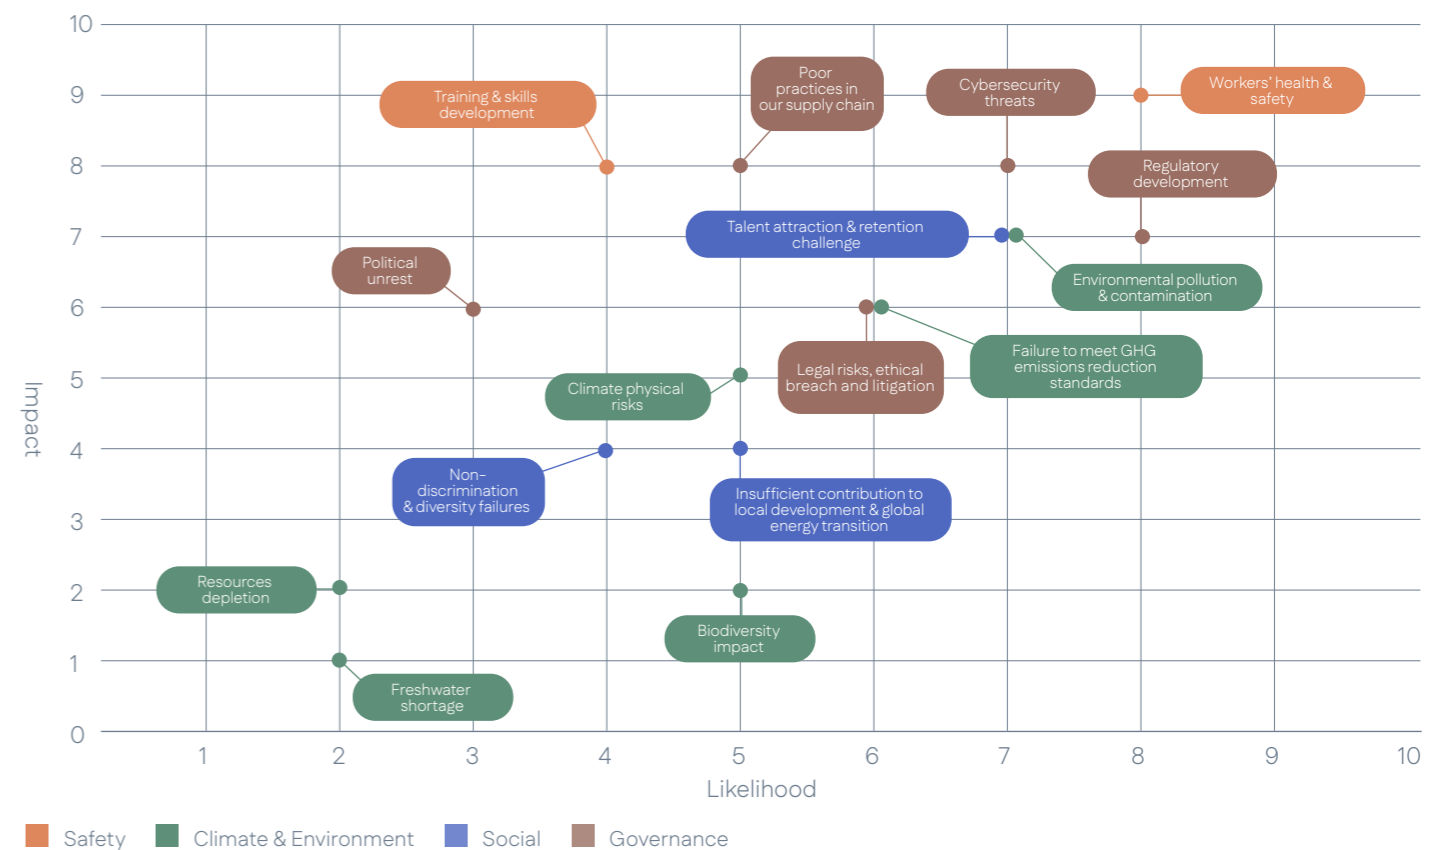 10
9
8
7
6
5
4
3
2
1
0
Impact
Training & skills
development
Poor
practices in
our supply chain
Cybersecurity
threats
Workers’ health &
safety
Regulatory
development
Talent attraction & retention
challenge
Political
unrest
Environmental pollution
& contamination
Legal risks, ethical
breach and litigation
Failure to meet GHG
emissions reduction
standards
Climate physical
risks
Non-
discrimination
& diversity failures
Insufficient contribution to
local development & global
energy transition
Resources
depletion
Biodiversity
impact
Freshwater
shortage
1 2 3 4 5 6 7 8 9 10
Likelihood
Safety Climate & Environment Social Governance